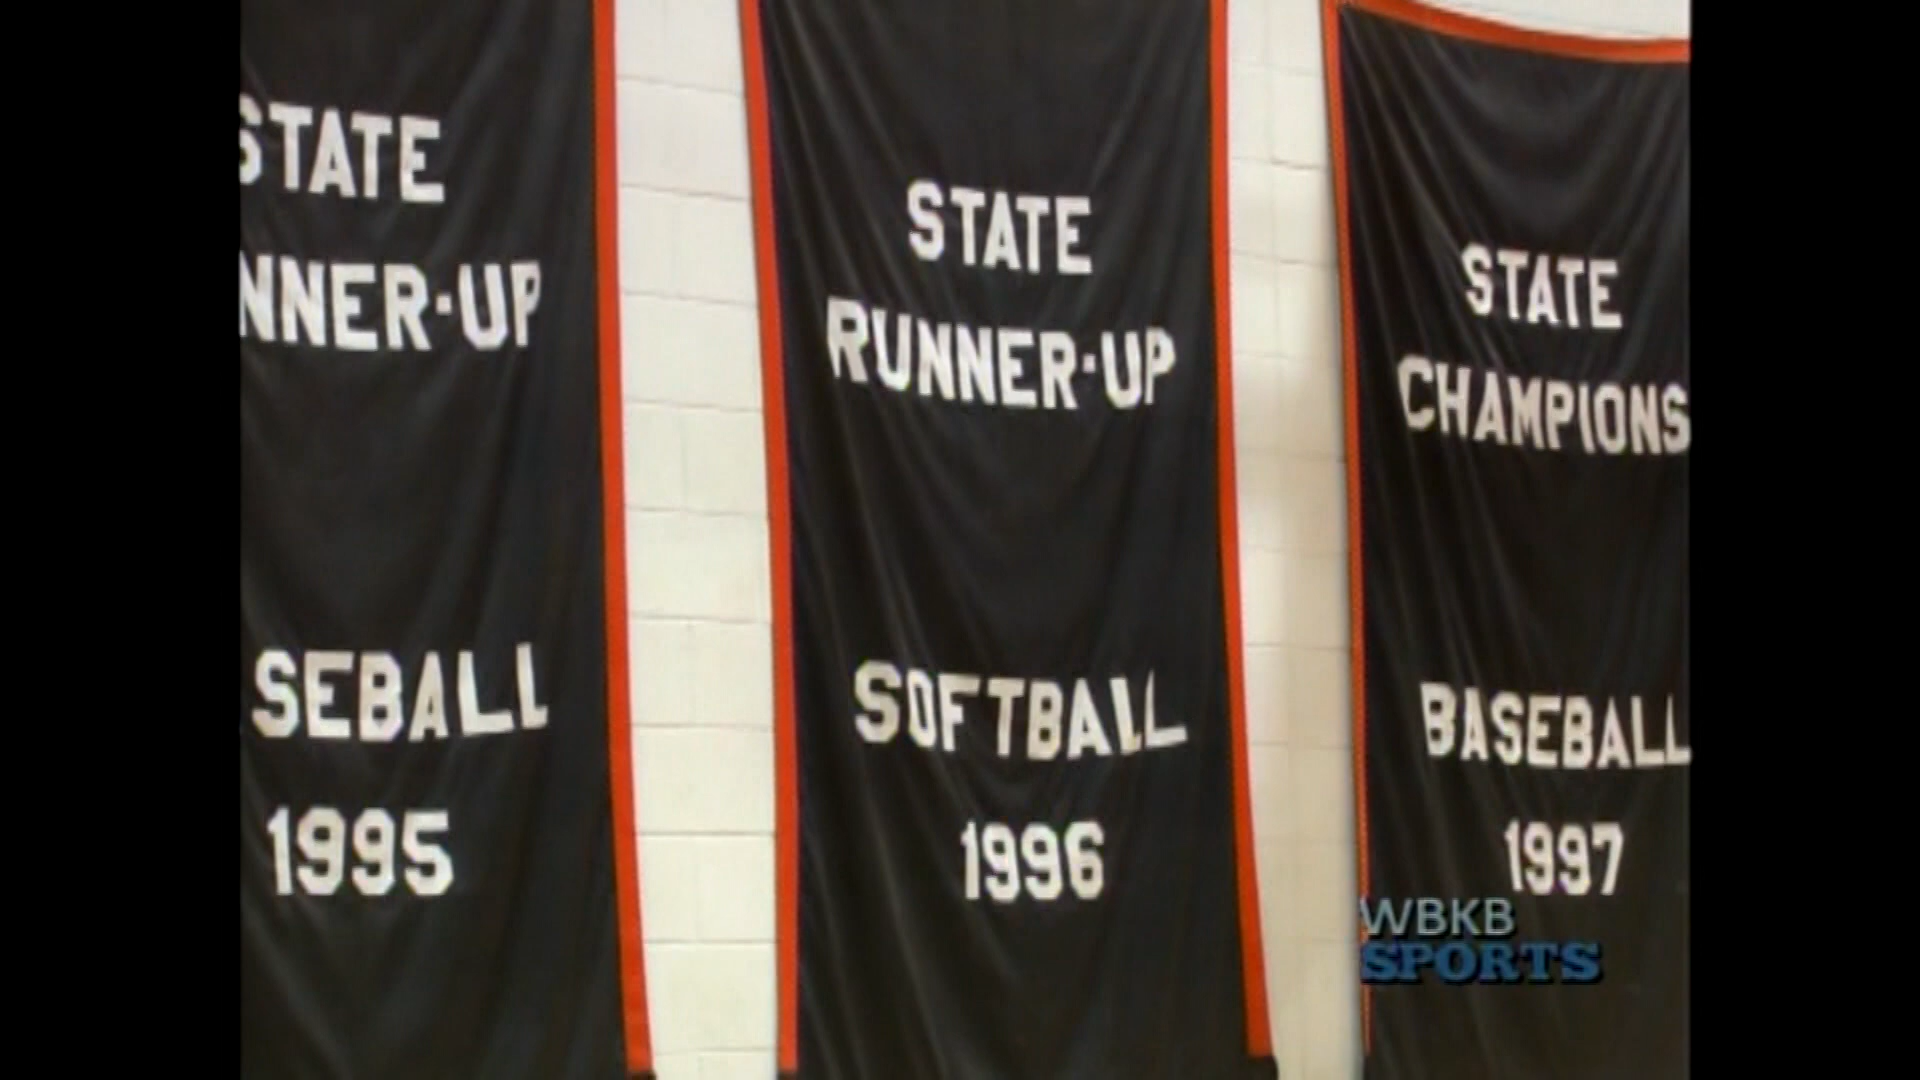 STATE
NNER-UP
SEBALL
1995
STATE
RUNNER-UP
SOFTBALL
1996
STATE
CHAMPIONS
BASEBALL
1997
WBKB
SPORTS